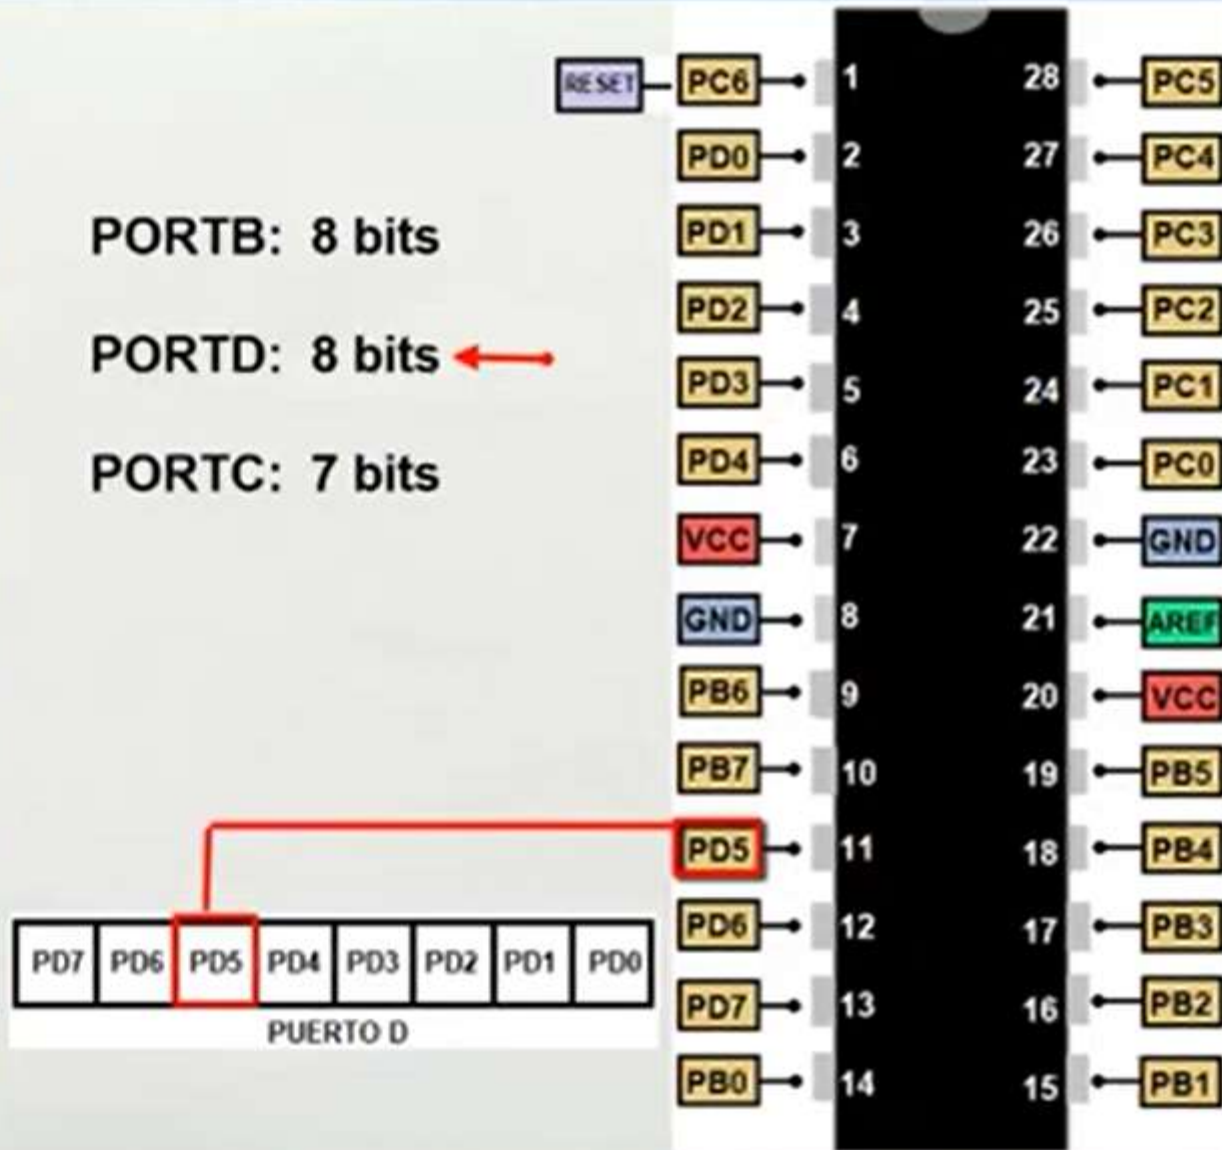 RESET PC6 1 28 PC5
PD0 2 27 PC4
PORTB: 8 bits PD1 3 26 PC3
PD2 4 25 PC2
PORTD: 8 bits PD3 5 24 PC1
PORTC: 7 bits PD4 6 23 PC0
VCC 7 22 GND
GND 8 21 AREF
PB6 9 20 VCC
PB7 10 19 PB5
PD5 11 18 PB4
PD6 12 17 PB3
PD7 PD6 PD5 PD4 PD3 PD2 PD1 PD0
PUERTO D PD7 13 16 PB2
PB0 14 15 PB1